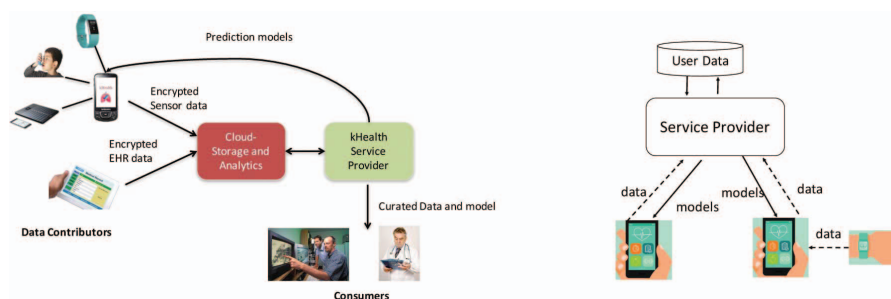 Prediction models
Encrypted
Sensor data
Encrypted
EHR data
Cloud-
Storage and
Analytics
kHealth
Service
Provider
Curated Data and model
Data Contributors
Consumers
User Data
Service Provider
data
models
models
data
data